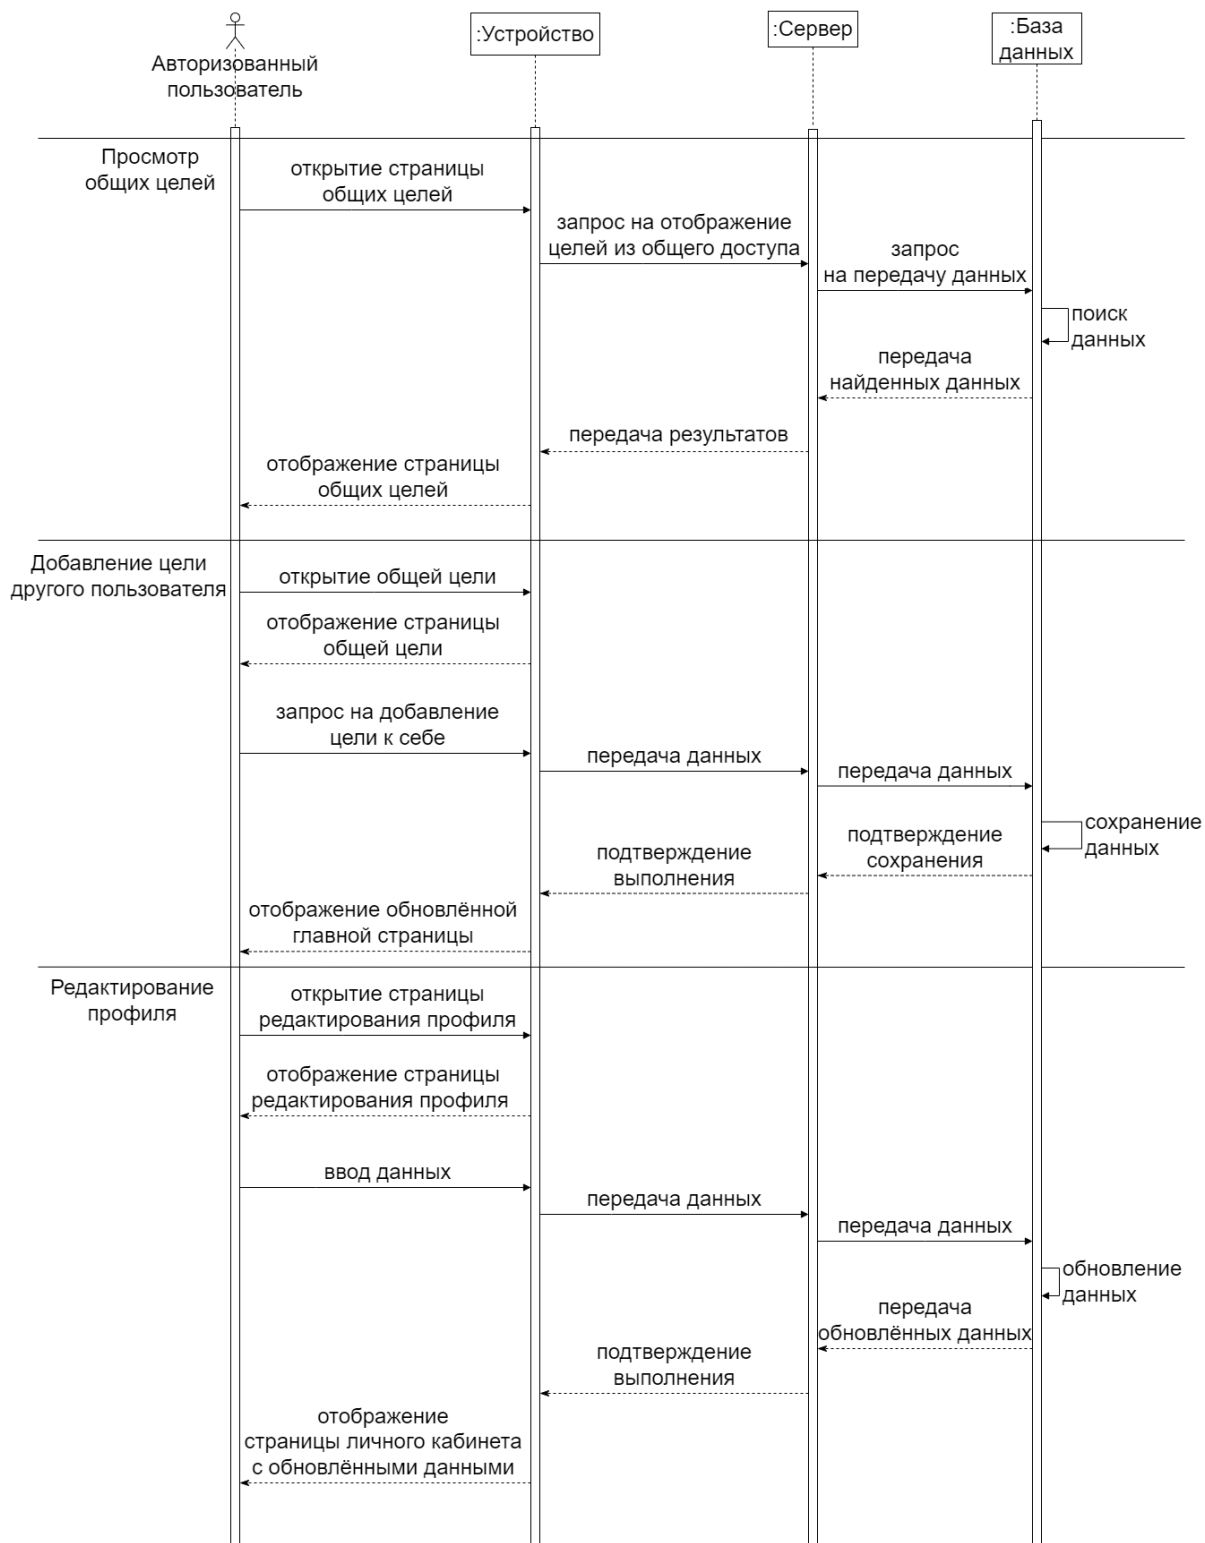 Авторизованный
пользователь
:Устройство
:Сервер
:База
данных
Просмотр
общих целей
открытие страницы
общих целей
запрос на отображение
целей из общего доступа
запрос
на передачу данных
поиск
данных
передача
найденных данных
передача результатов
отображение страницы
общих целей
Добавление цели
другого пользователя
открытие общей цели
отображение страницы
общей цели
запрос на добавление
цели к себе
передача данных
передача данных
сохранение
данных
подтверждение
сохранения
подтверждение
выполнения
отображение обновлённой
главной страницы
Редактирование
профиля
открытие страницы
редактирования профиля
отображение страницы
редактирования профиля
ввод данных
передача данных
передача данных
обновление
данных
передача
обновлённых данных
подтверждение
выполнения
отображение
страницы личного кабинета
с обновлёнными данными